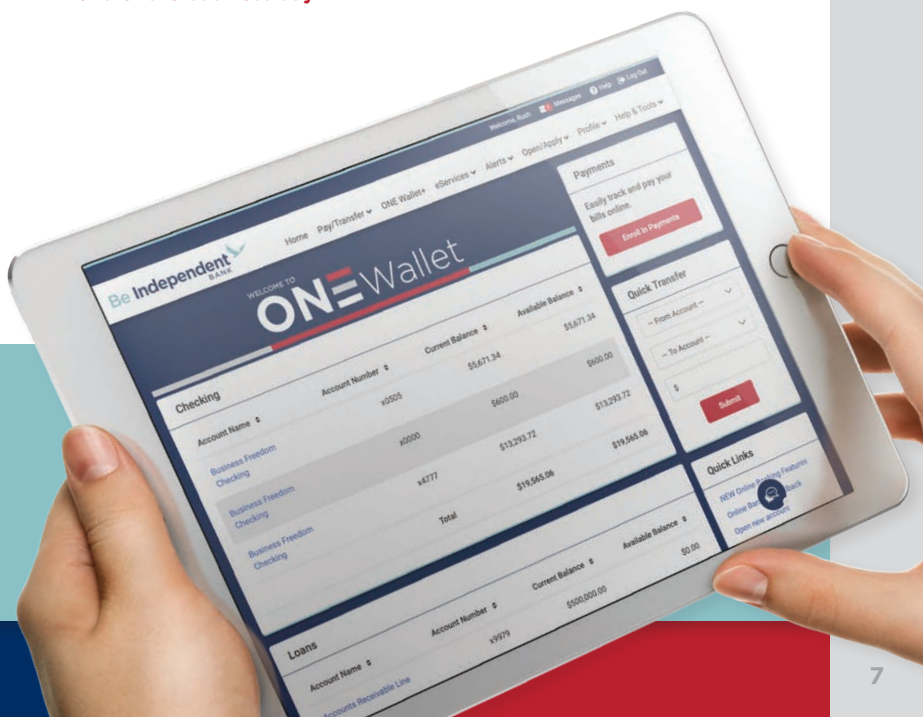 Welcome, Rush Messages Help Log Out
Be Independent
BANK
Home Pay/Transfer ONE Wallet+ eServices Alerts Open/Apply Profile Help & Tools
WELCOME TO
ONE Wallet
Checking
Account Name Account Number Current Balance Available Balance
Business Freedom
Checking x0505 $5,671.34 $5,671.34
Business Freedom
Checking x0000 $600.00 $600.00
Business Freedom
Checking x4777 $13,293.72 $13,293.72
Total $19,565.06 $19,565.06
Loans
Account Name Account Number Current Balance Available Balance
Accounts Receivable Line x9979 $500,000.00 $0.00
Payments
Easily track and pay your
bills online.
Enroll In Payments
Quick Transfer
-- From Account --
-- To Account --
$
Submit
Quick Links
NEW Online Banking Features
Online
Open new account
7